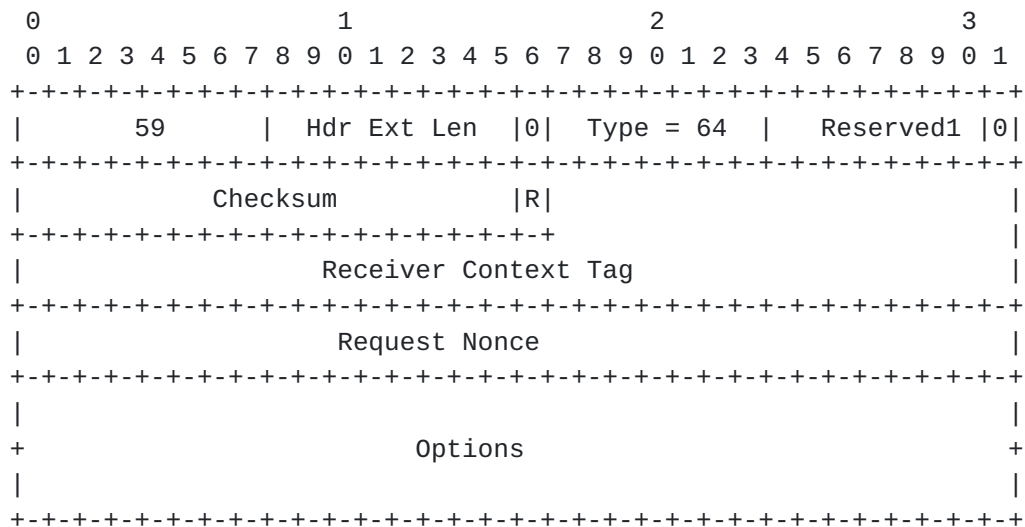 0                   1                   2                   3
 0 1 2 3 4 5 6 7 8 9 0 1 2 3 4 5 6 7 8 9 0 1 2 3 4 5 6 7 8 9 0 1
+-+-+-+-+-+-+-+-+-+-+-+-+-+-+-+-+-+-+-+-+-+-+-+-+-+-+-+-+-+-+-+-+
|       59      |  Hdr Ext Len  |0|  Type = 64  |   Reserved1 |0|
+-+-+-+-+-+-+-+-+-+-+-+-+-+-+-+-+-+-+-+-+-+-+-+-+-+-+-+-+-+-+-+-+
|            Checksum           |R|                             |
+-+-+-+-+-+-+-+-+-+-+-+-+-+-+-+-+-+                             |
|                   Receiver Context Tag                        |
+-+-+-+-+-+-+-+-+-+-+-+-+-+-+-+-+-+-+-+-+-+-+-+-+-+-+-+-+-+-+-+-+
|                    Request Nonce                              |
+-+-+-+-+-+-+-+-+-+-+-+-+-+-+-+-+-+-+-+-+-+-+-+-+-+-+-+-+-+-+-+-+
|                                                               |
+                         Options                               +
|                                                               |
+-+-+-+-+-+-+-+-+-+-+-+-+-+-+-+-+-+-+-+-+-+-+-+-+-+-+-+-+-+-+-+-+